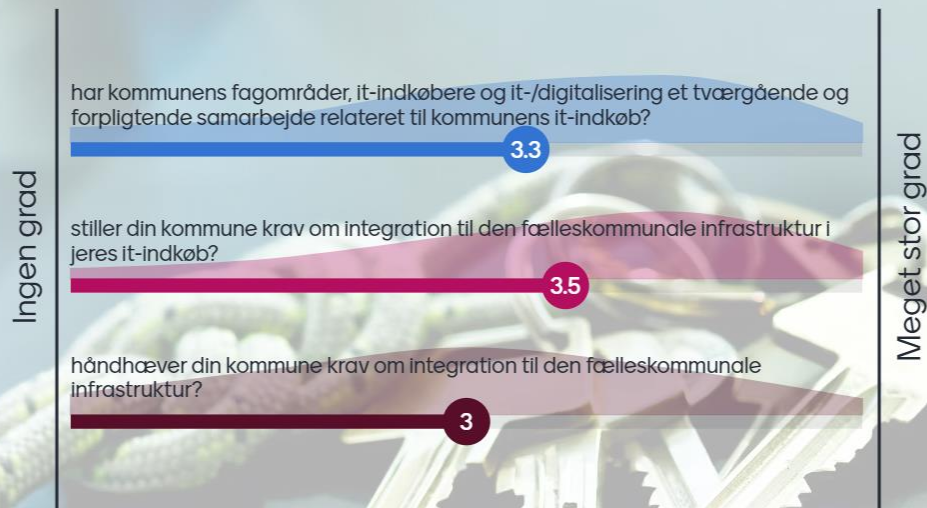 har kommunens fagområder, it-indkøbere og it-/digitalisering et tværgående og
forpligtende samarbejde relateret til kommunens it-indkøb?
3.3
stiller din kommune krav om integration til den fælleskommunale infrastruktur i
jeres it-indkøb?
3.5
håndhæver din kommune krav om integration til den fælleskommunale
infrastruktur?
3
Ingen grad
Meget stor grad